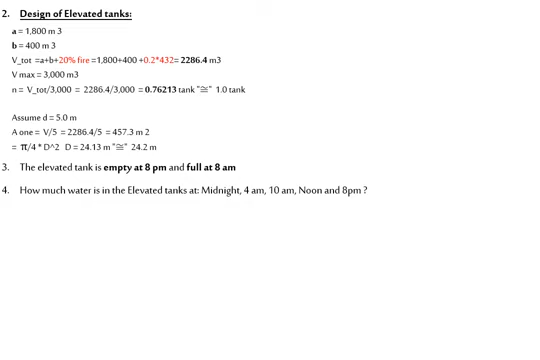 2. Design of Elevated tanks:
a = 1,800 m 3
b = 400 m 3
V_tot =a+b+20% fire =1,800+400 +0.2*432= 2286.4 m3
V max = 3,000 m3
n = V_tot/3,000 = 2286.4/3,000 = 0.76213 tank "≅" 1.0 tank
Assume d = 5.0 m
A one = V/5 = 2286.4/5 = 457.3 m 2
= π/4 * D^2 D = 24.13 m "≅" 24.2 m
3. The elevated tank is empty at 8 pm and full at 8 am
4. How much water is in the Elevated tanks at: Midnight, 4 am, 10 am, Noon and 8pm ?